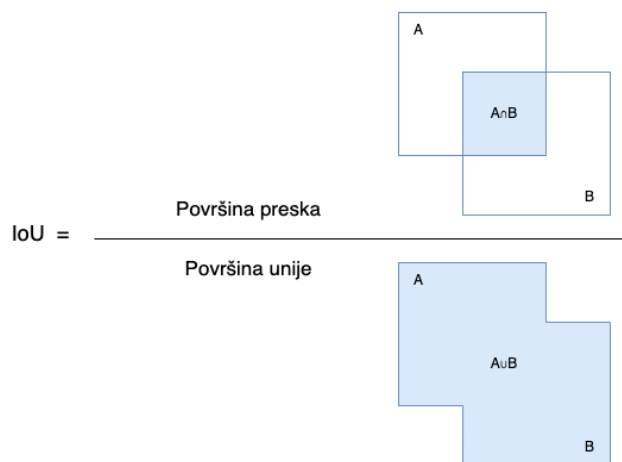 A
A∩B
B
Površina preska
IoU =
Površina unije
A
A∪B
B